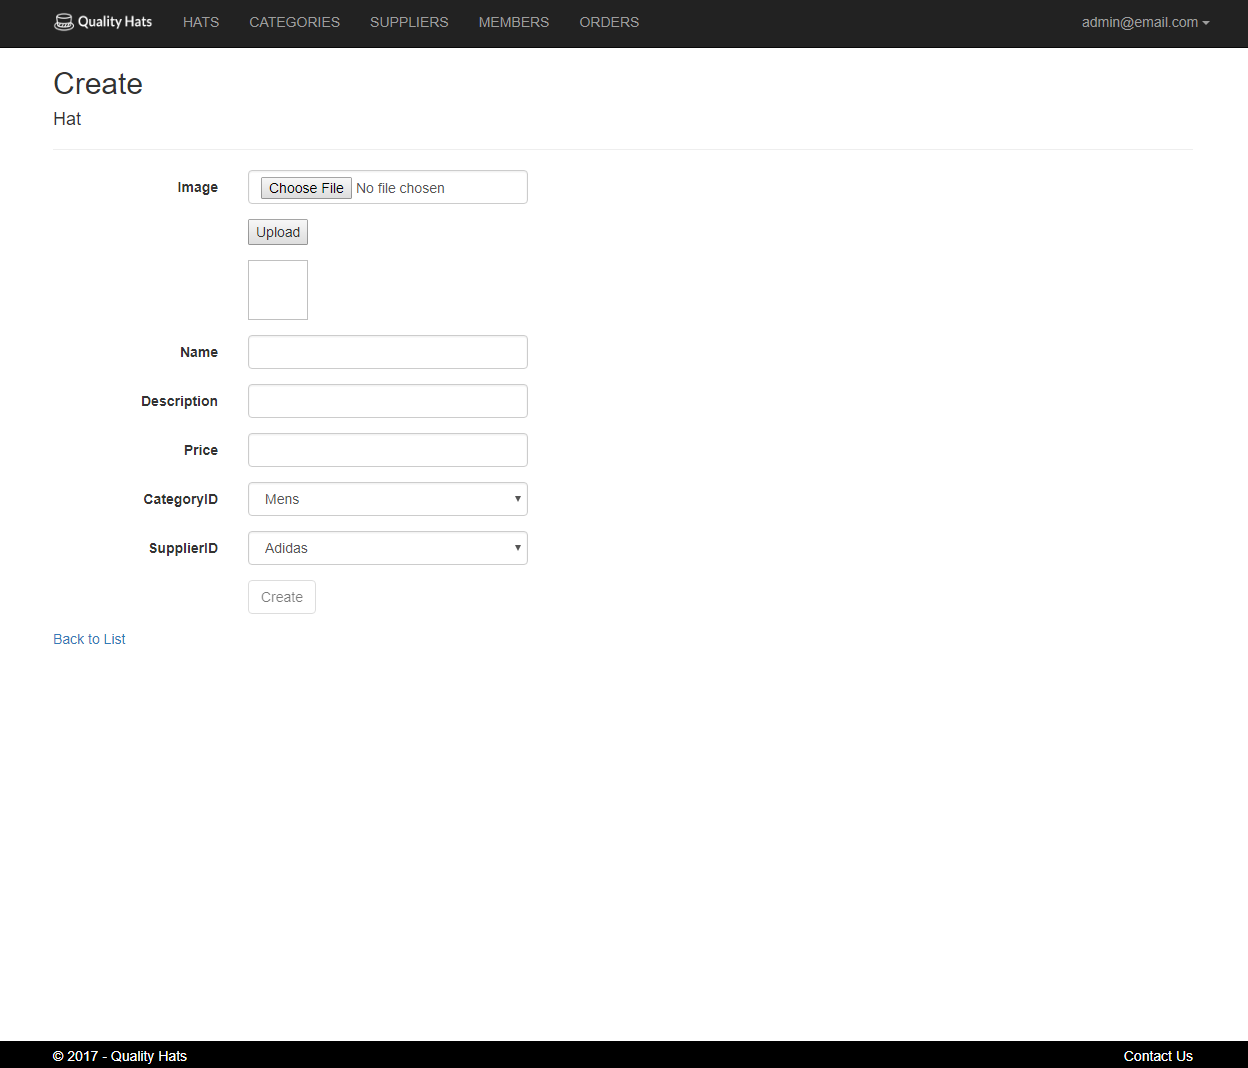 Quality Hats HATS CATEGORIES SUPPLIERS MEMBERS ORDERS admin@email.com
Create
Hat
Image Choose File No file chosen
Upload
Name
Description
Price
CategoryID Mens
SupplierID Adidas
Create
Back to List
© 2017 - Quality Hats Contact Us